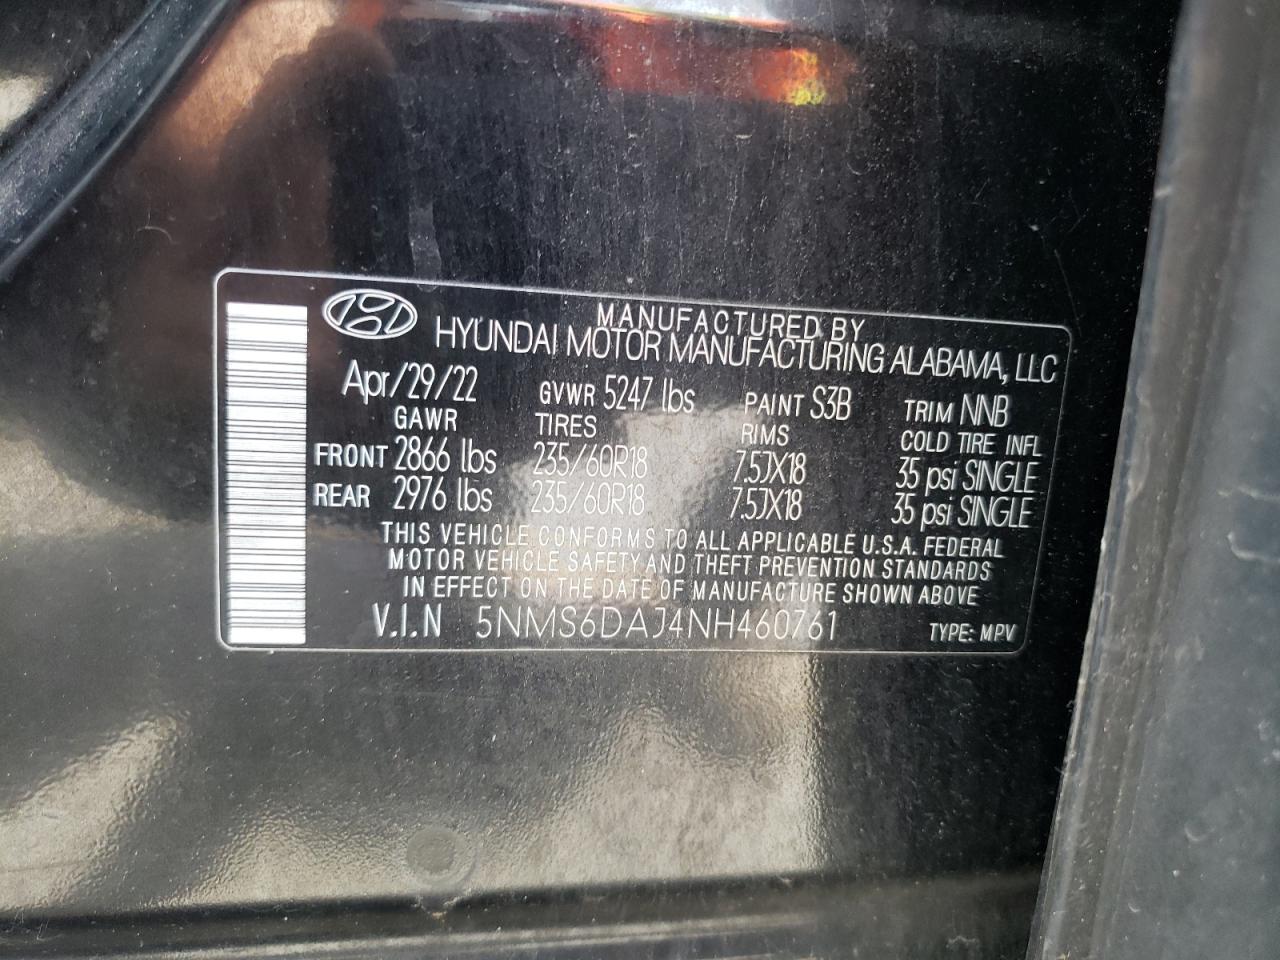 MANUFACTURED BY
HYUNDAI MOTOR MANUFACTURING ALABAMA, LLC
Apr/29/22 GVWR 5247 lbs PAINT S3B TRIM NNB
GAWR TIRES RIMS COLD TIRE INFL
FRONT 2866 lbs 235/60R18 7.5JX18 35 psi SINGLE
REAR 2976 lbs 235/60R18 7.5JX18 35 psi SINGLE
THIS VEHICLE CONFORMS TO ALL APPLICABLE U.S.A. FEDERAL
MOTOR VEHICLE SAFETY AND THEFT PREVENTION STANDARDS
IN EFFECT ON THE DATE OF MANUFACTURE SHOWN ABOVE
V.I.N 5NMS6DAJ4NH460761 TYPE: MPV